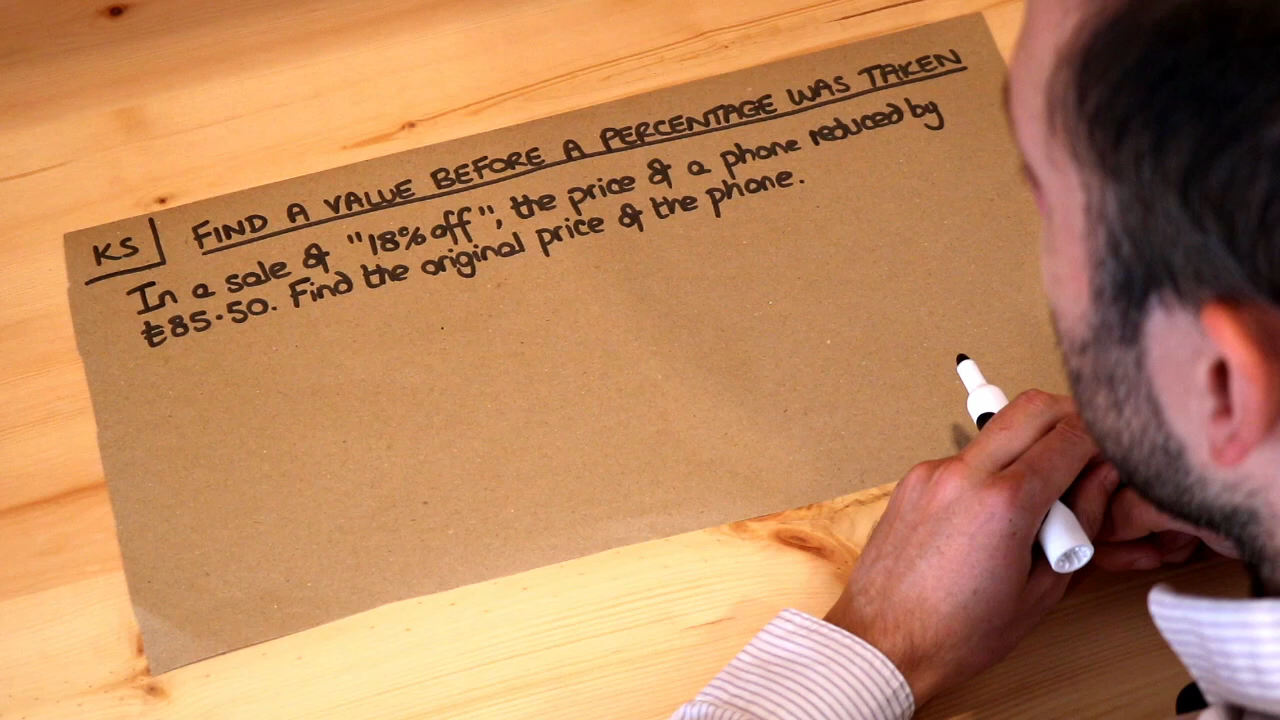 KS FIND A VALUE BEFORE A PERCENTAGE WAS TAKEN
In a sale of "18% off", the price of a phone reduced by
£85.50. Find the original price of the phone.